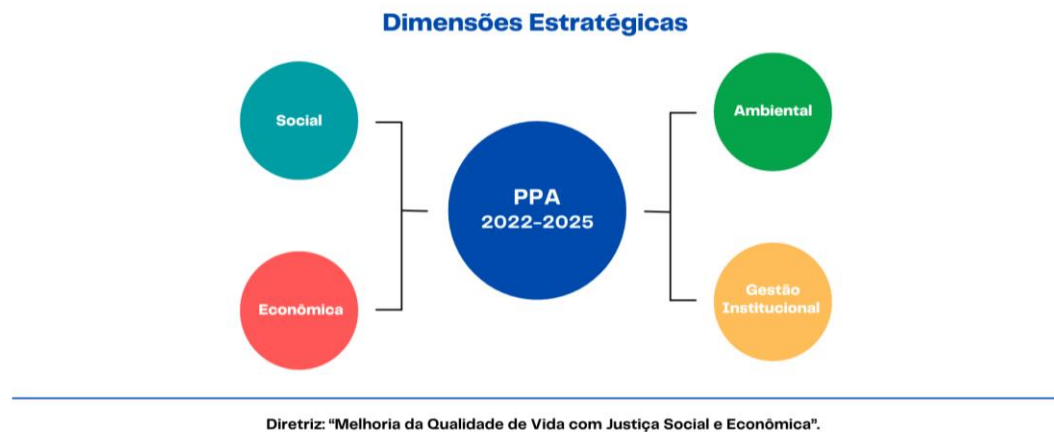 Dimensões Estratégicas
Social
Ambiental
PPA
2022-2025
Econômica
Gestão
Institucional
Diretriz: “Melhoria da Qualidade de Vida com Justiça Social e Econômica”.